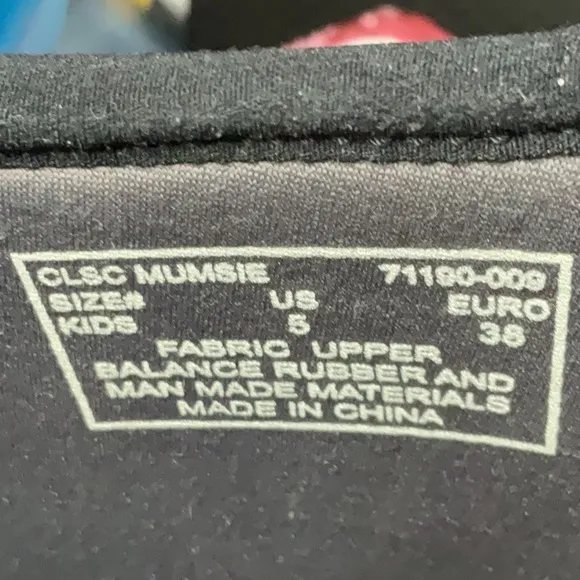 CLSC MUMSIE 71190-009
SIZE# US EURO
KIDS 5 38
FABRIC UPPER
BALANCE RUBBER AND
MAN MADE MATERIALS
MADE IN CHINA